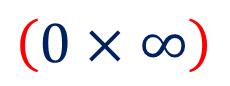 (0 × ∞)